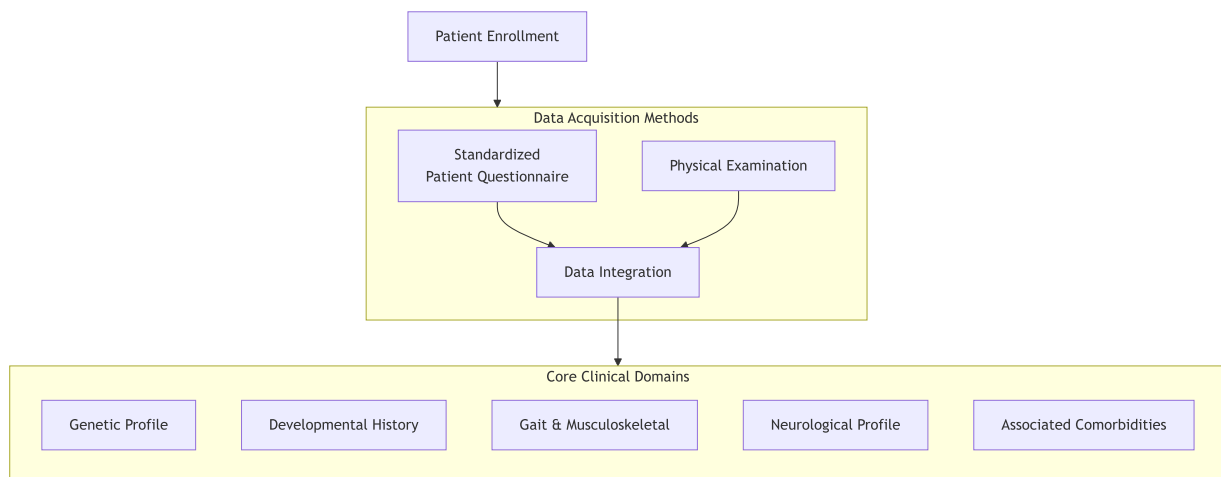 Patient Enrollment
Data Acquisition Methods
Standardized
Patient Questionnaire
Physical Examination
Data Integration
Core Clinical Domains
Genetic Profile
Developmental History
Gait & Musculoskeletal
Neurological Profile
Associated Comorbidities